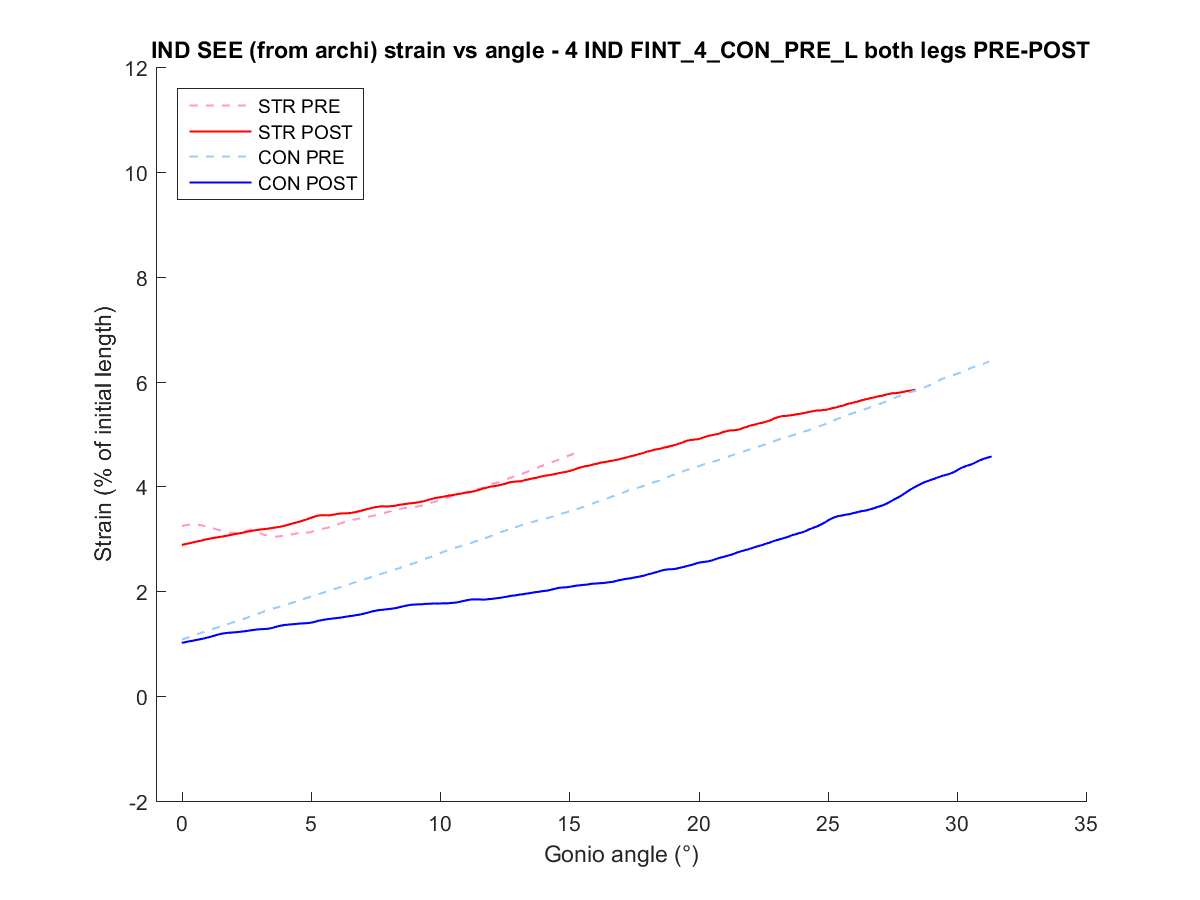 IND SEE (from archi) strain vs angle - 4 IND FINT_4_CON_PRE_L both legs PRE-POST
12
10
8
6
4
2
0
-2
Strain (% of initial length)
STR PRE
STR POST
CON PRE
CON POST
0 5 10 15 20 25 30 35
Gonio angle (°)